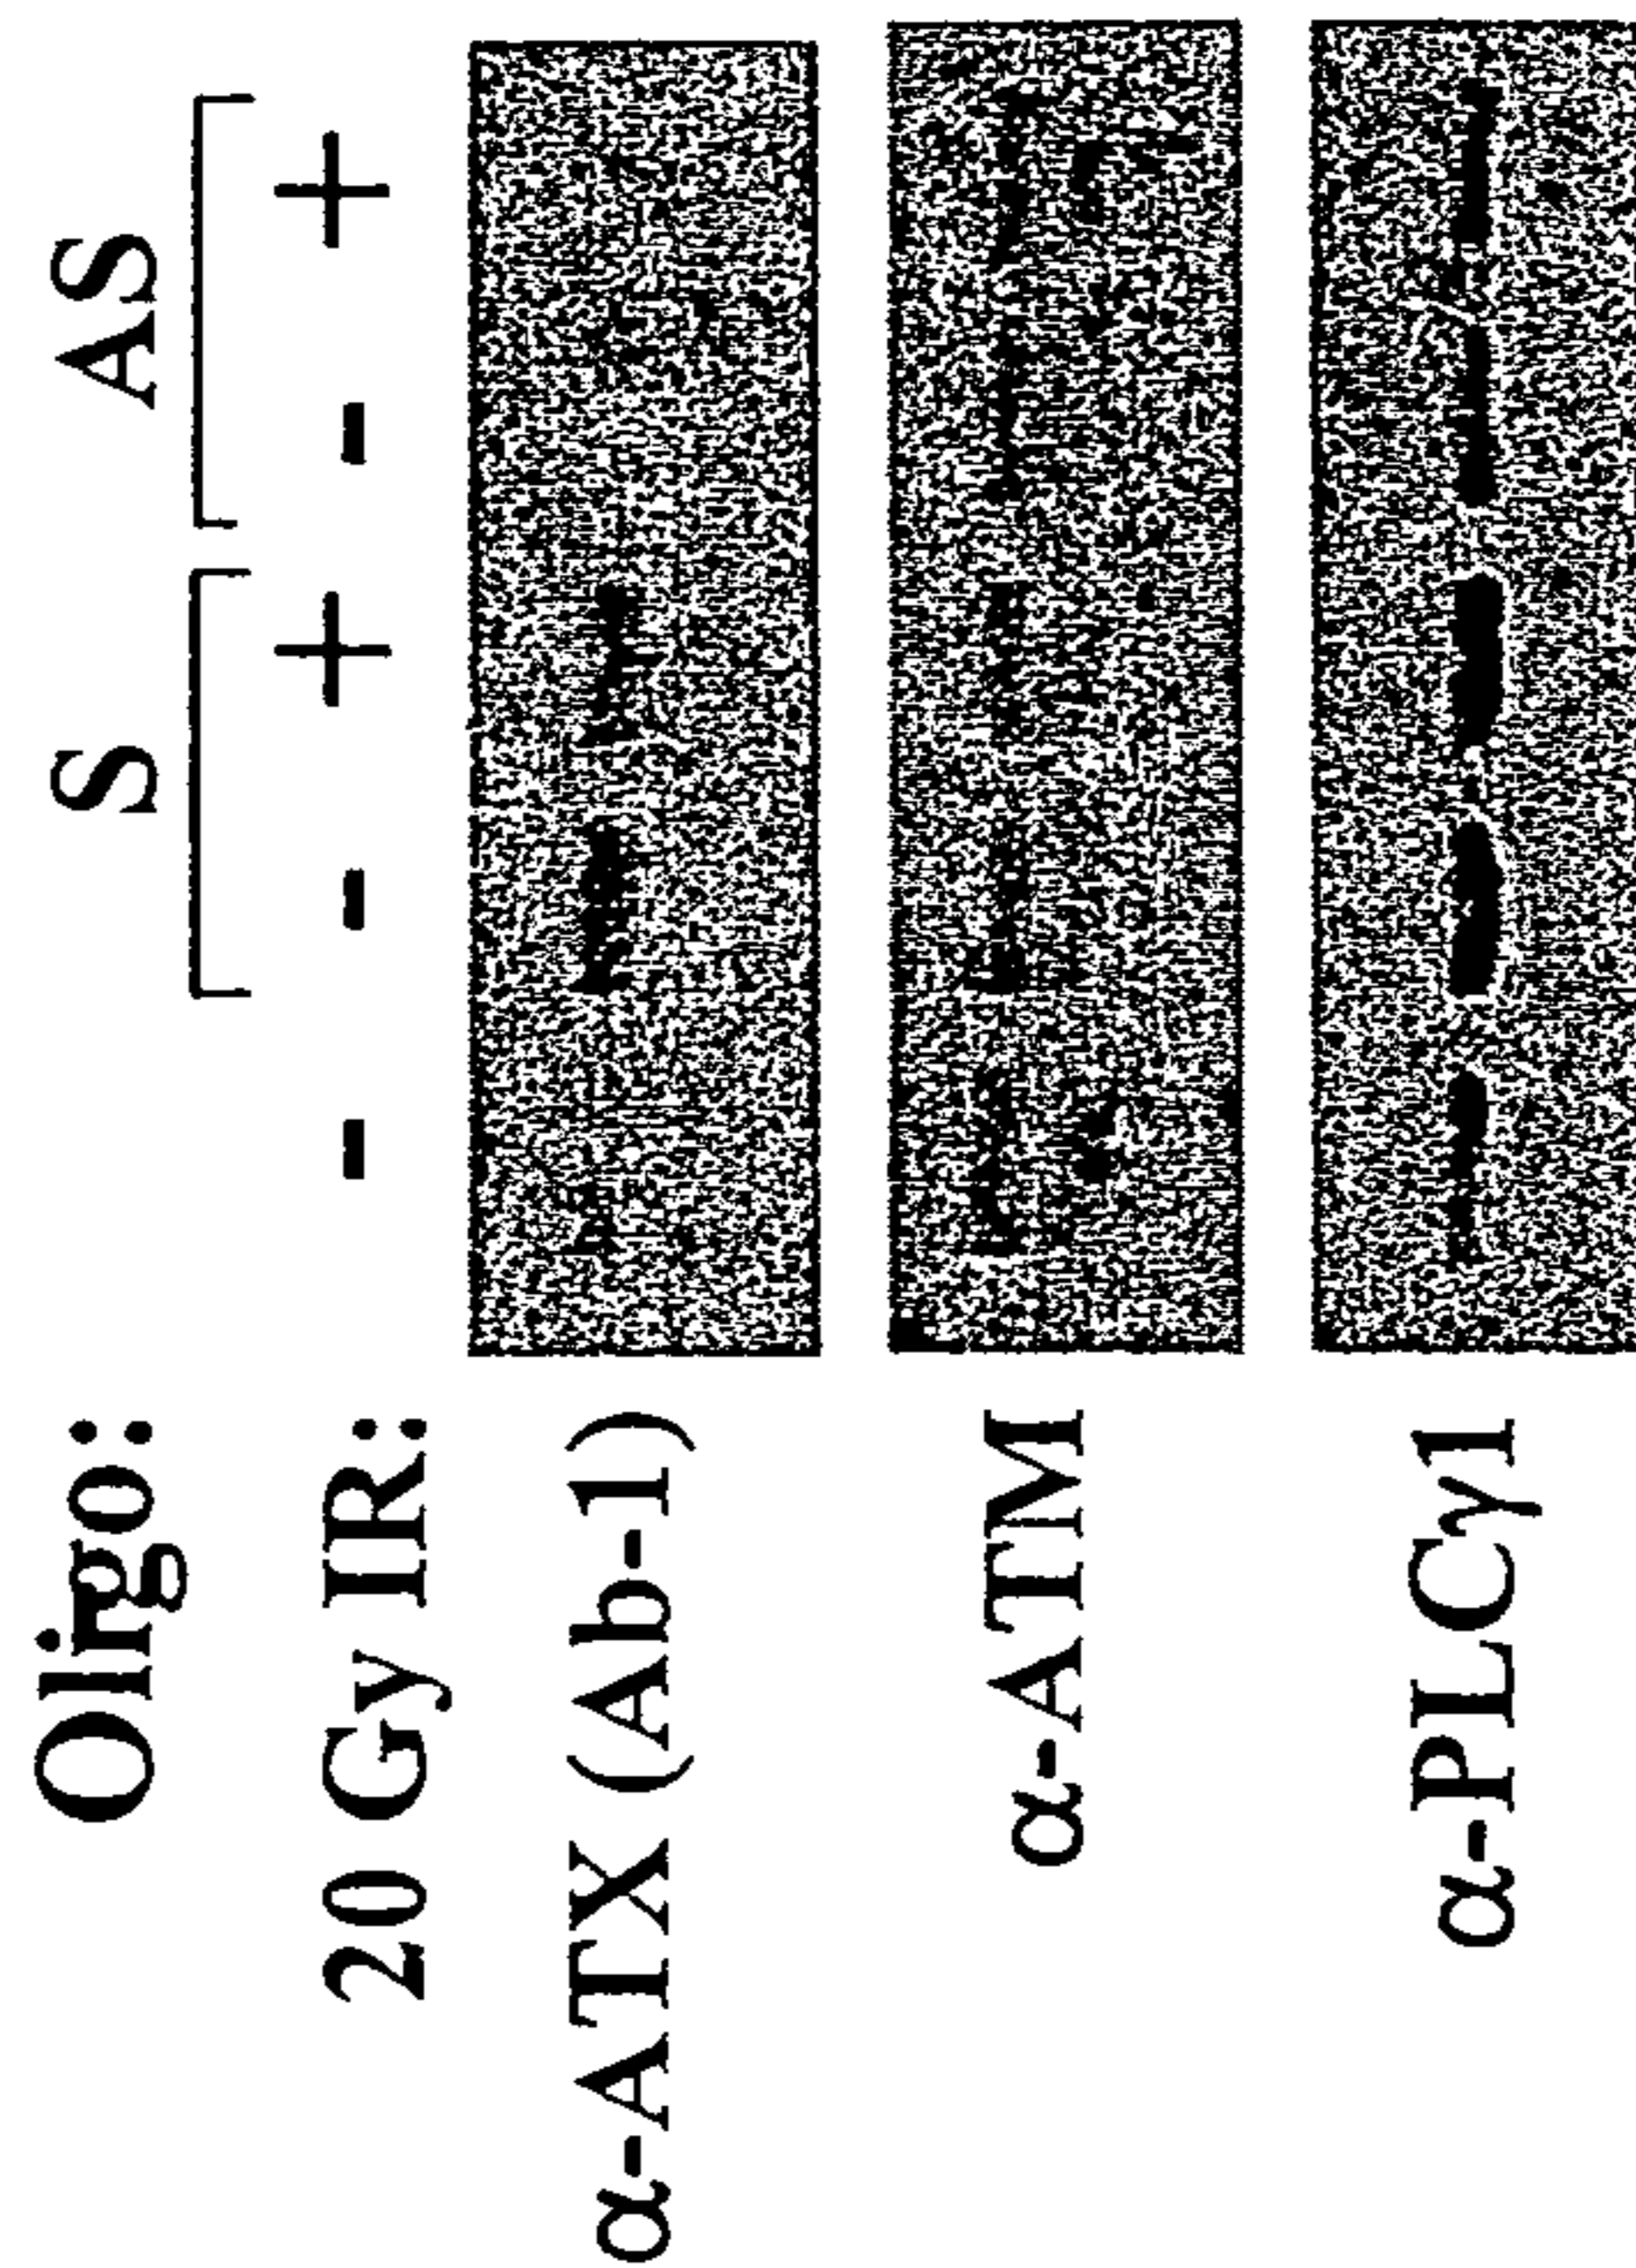 Oligo: S AS
20 Gy IR: - - + - +
α-ATX (Ab-1)
α-ATM
α-PLCγ1